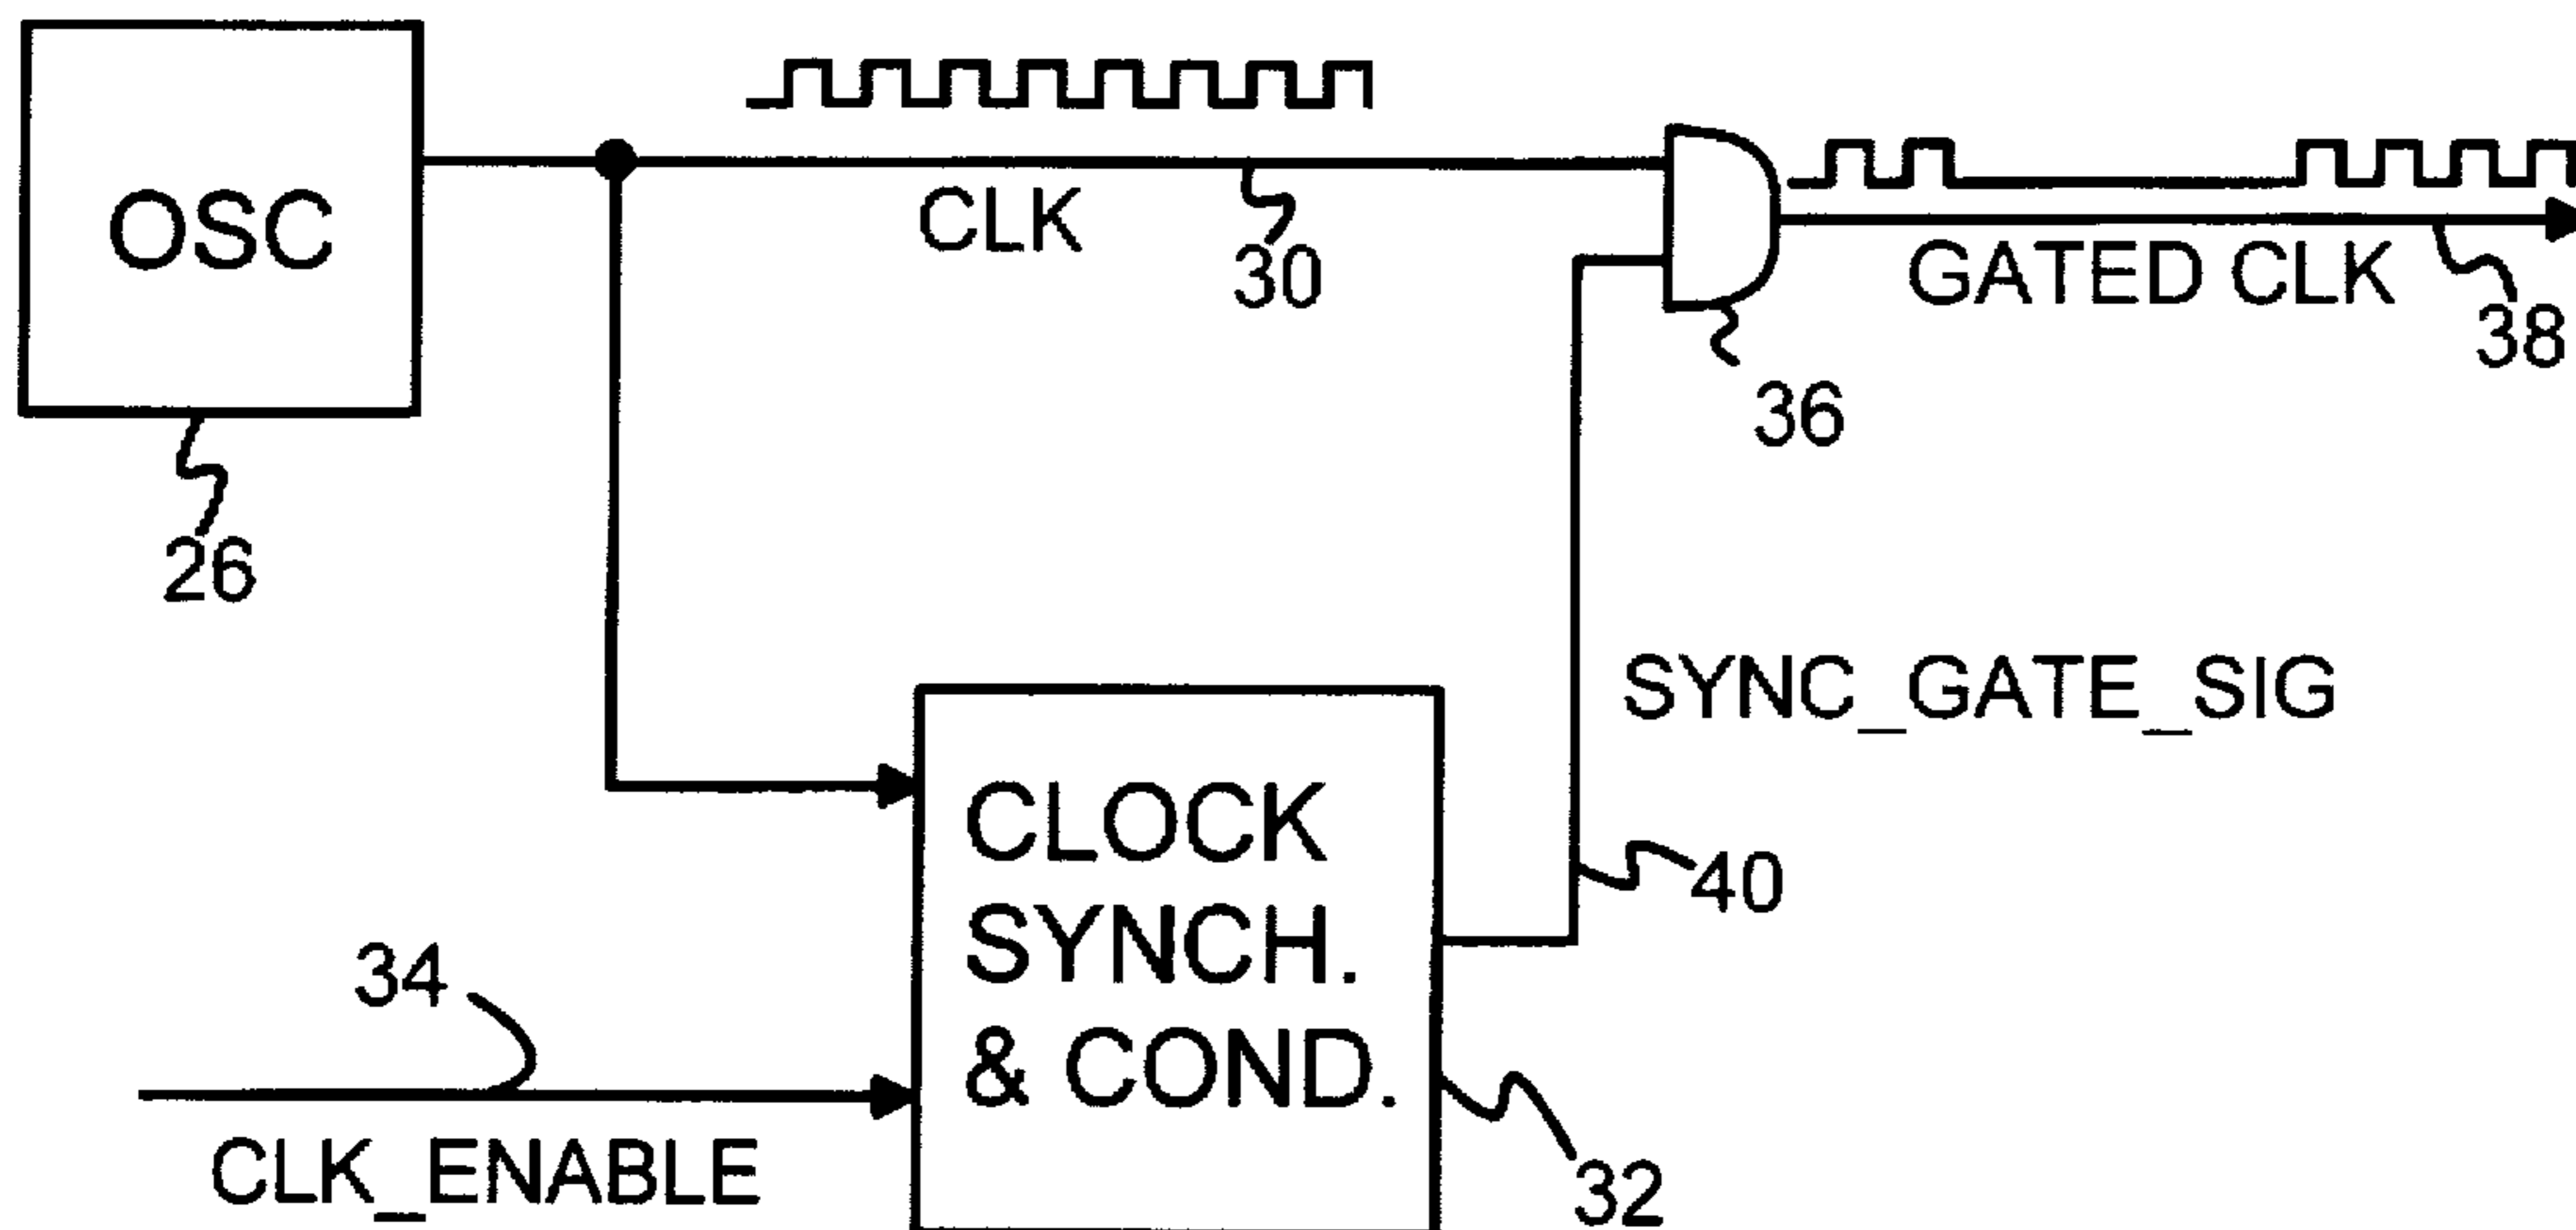 OSC
CLK
30
GATED CLK
38
36
26
SYNC_GATE_SIG
CLOCK
SYNCH.
& COND.
40
34
CLK_ENABLE
32